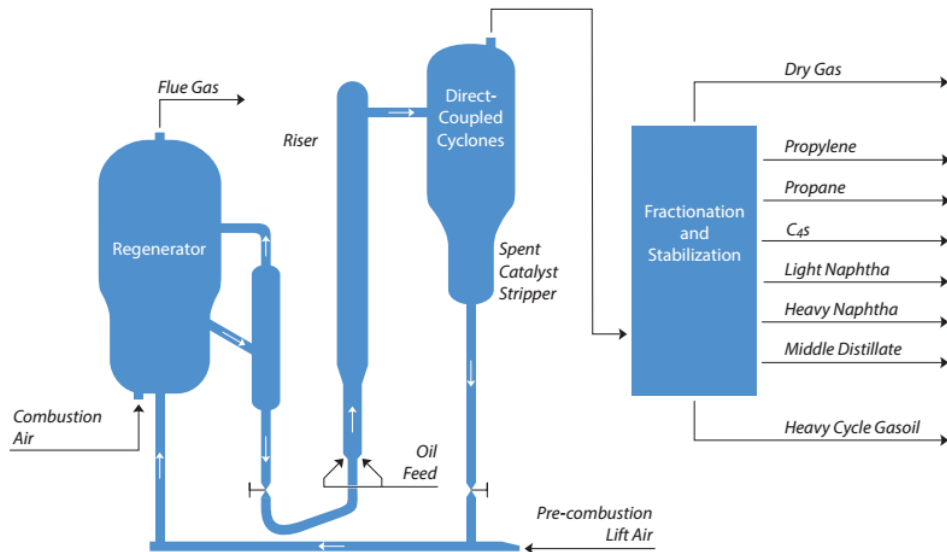 Flue Gas
Regenerator
Combustion
Air
Riser
Oil
Feed
Direct-
Coupled
Cyclones
Spent
Catalyst
Stripper
Pre-combustion
Lift Air
Fractionation
and
Stabilization
Dry Gas
Propylene
Propane
C₄s
Light Naphtha
Heavy Naphtha
Middle Distillate
Heavy Cycle Gasoil